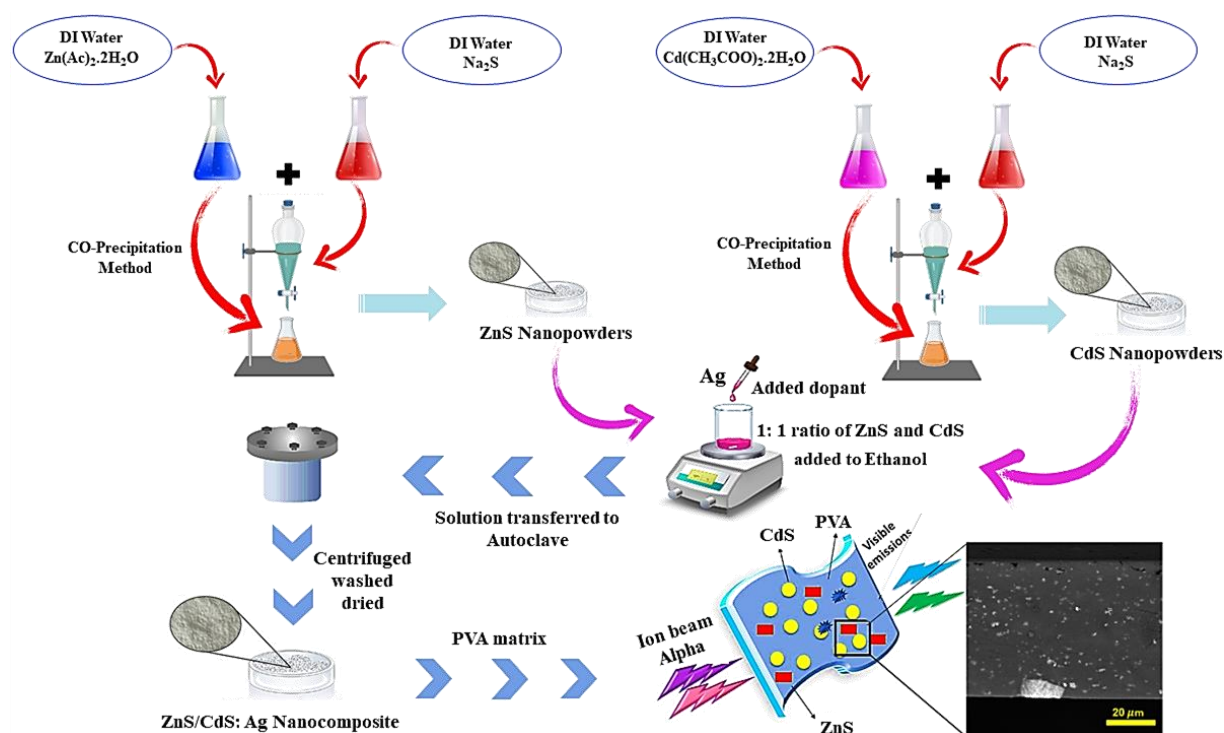 DI Water
Zn(Ac)₂.2H₂O
DI Water
Na₂S
DI Water
Cd(CH₃COO)₂.2H₂O
DI Water
Na₂S
+
+
CO-Precipitation
Method
CO-Precipitation
Method
ZnS Nanopowders
CdS Nanopowders
Ag
Added dopant
1: 1 ratio of ZnS and CdS
added to Ethanol
Solution transferred to
Autoclave
Centrifuged
washed
dried
PVA matrix
ZnS/CdS: Ag Nanocomposite
CdS
PVA
Visible
emissions
Ion beam
Alpha
ZnS
20 µm